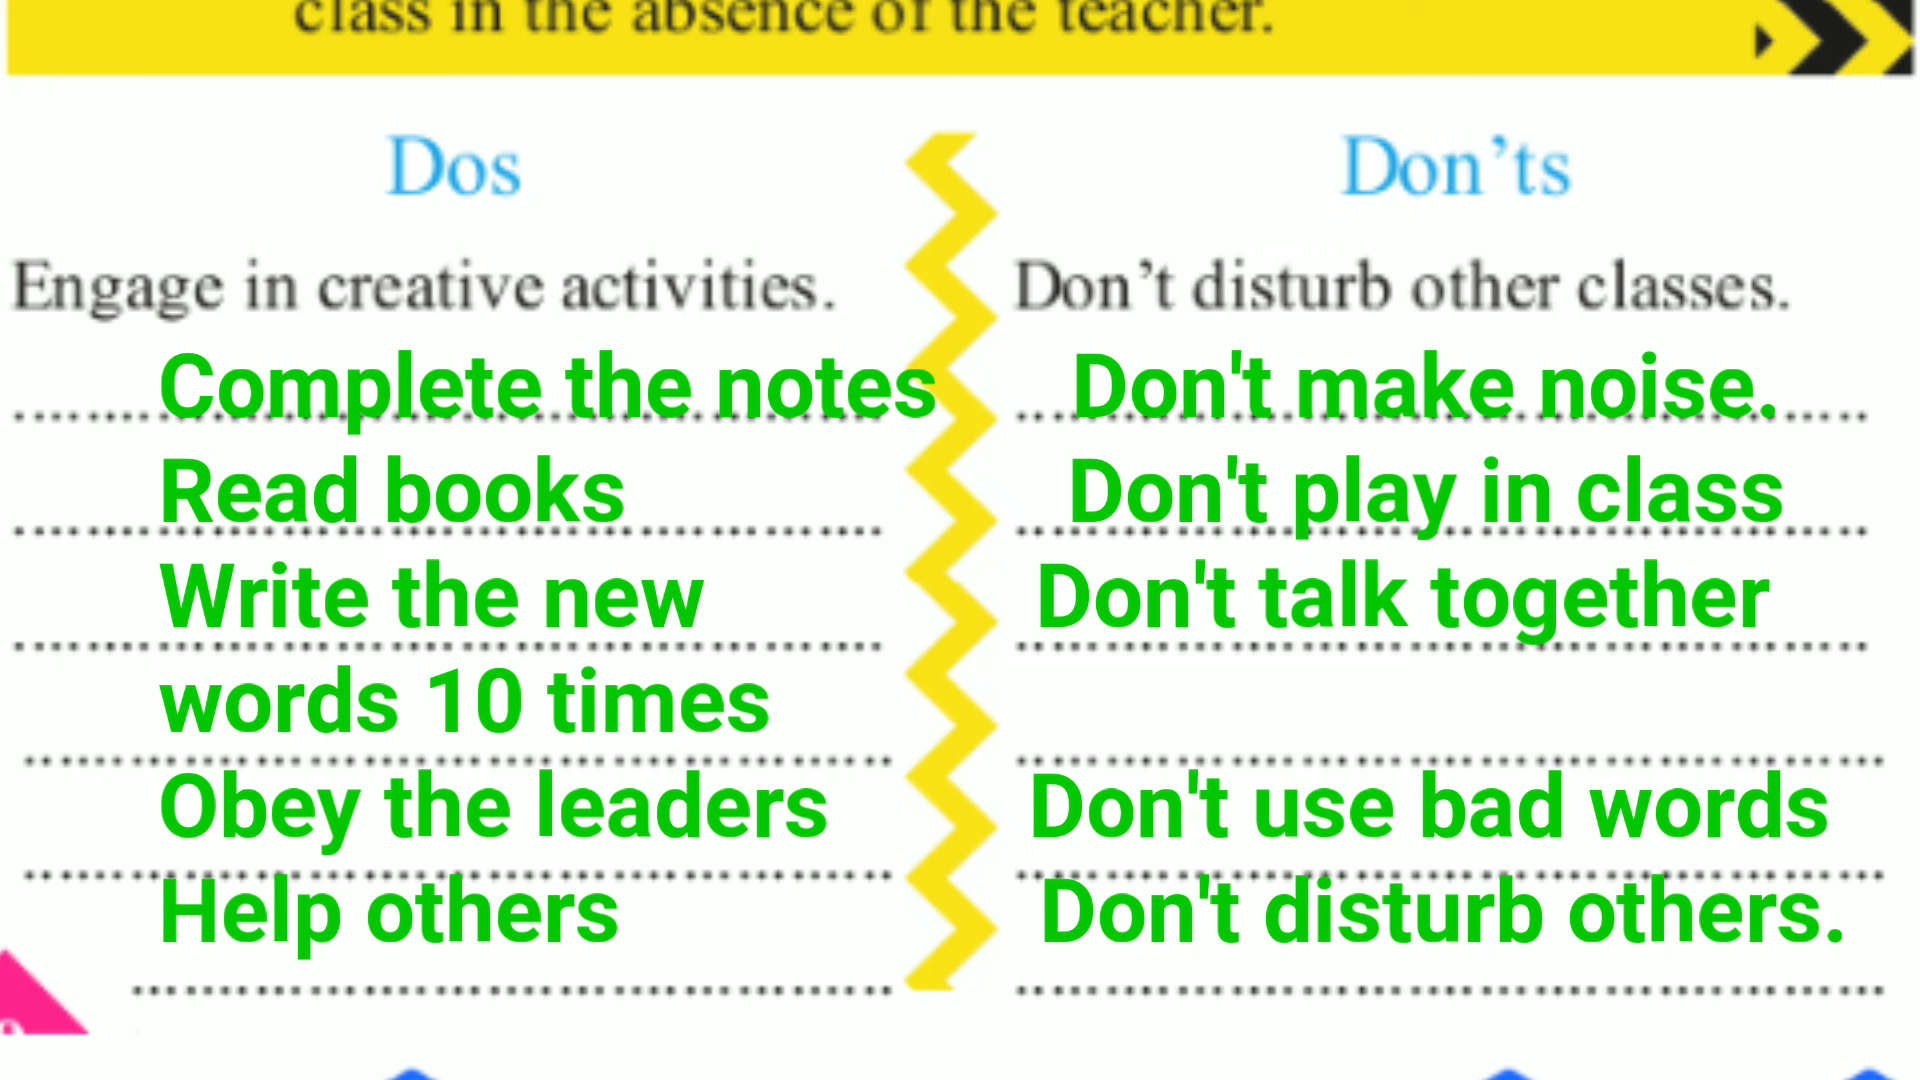 class in the absence of the teacher.
Dos
Don’ts
Engage in creative activities.
Don’t disturb other classes.
Complete the notes
Don't make noise.
Read books
Don't play in class
Write the new
Don't talk together
words 10 times
Obey the leaders
Don't use bad words
Help others
Don't disturb others.